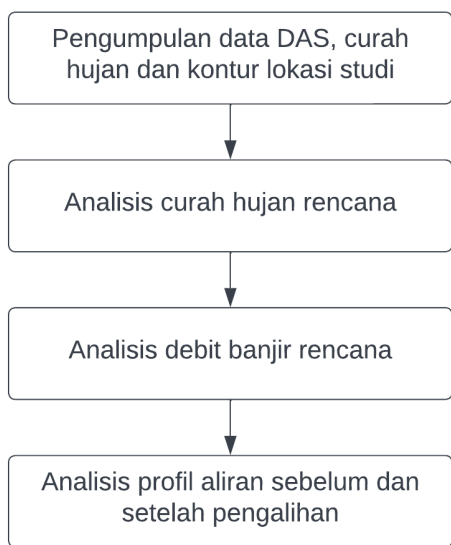 Pengumpulan data DAS, curah
hujan dan kontur lokasi studi
Analisis curah hujan rencana
Analisis debit banjir rencana
Analisis profil aliran sebelum dan
setelah pengalihan